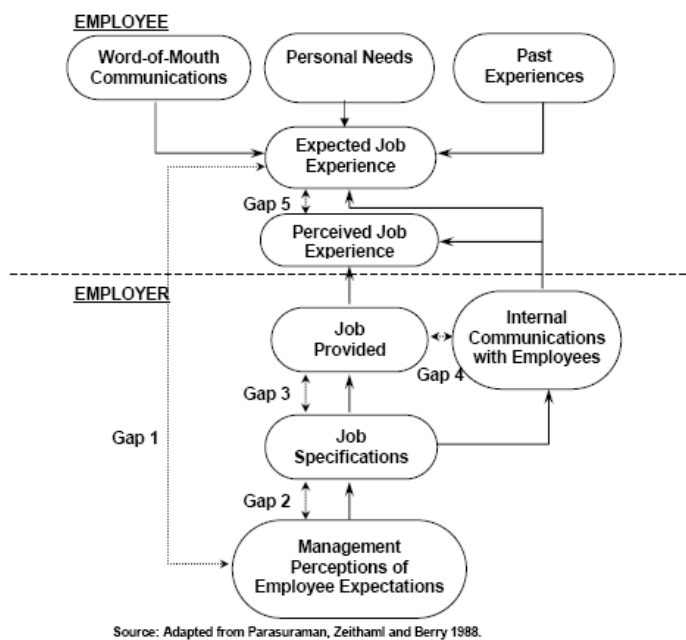 EMPLOYEE
Word-of-Mouth
Communications
Personal Needs
Past
Experiences
Expected Job
Experience
Gap 5
Perceived Job
Experience
EMPLOYER
Job
Provided
Internal
Communications
with Employees
Gap 4
Gap 3
Gap 1
Job
Specifications
Gap 2
Management
Perceptions of
Employee Expectations
Source: Adapted from Parasuraman, Zeithaml and Berry 1988.